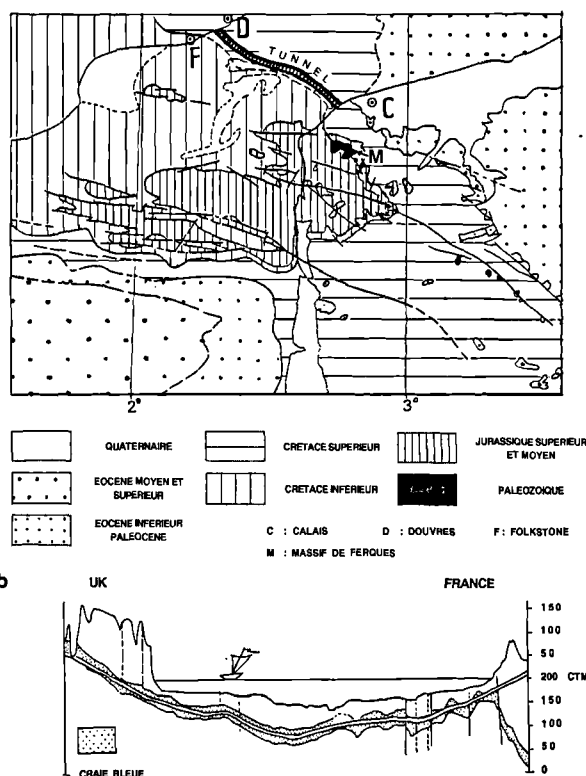 D
F
TUNNEL
C
M
2°
3°
QUATERNAIRE
CRETACE SUPERIEUR
JURASSIQUE SUPERIEUR
ET MOYEN
EOCENE MOYEN ET
SUPERIEUR
CRETACE INFERIEUR
PALEOZOIQUE
EOCENE INFERIEUR
PALEOCENE
C : CALAIS D : DOUVRES F : FOLKSTONE
M : MASSIF DE FERQUES
b
UK
FRANCE
150
100
50
200 CTM
150
100
50
0
CRAIE BLEUE